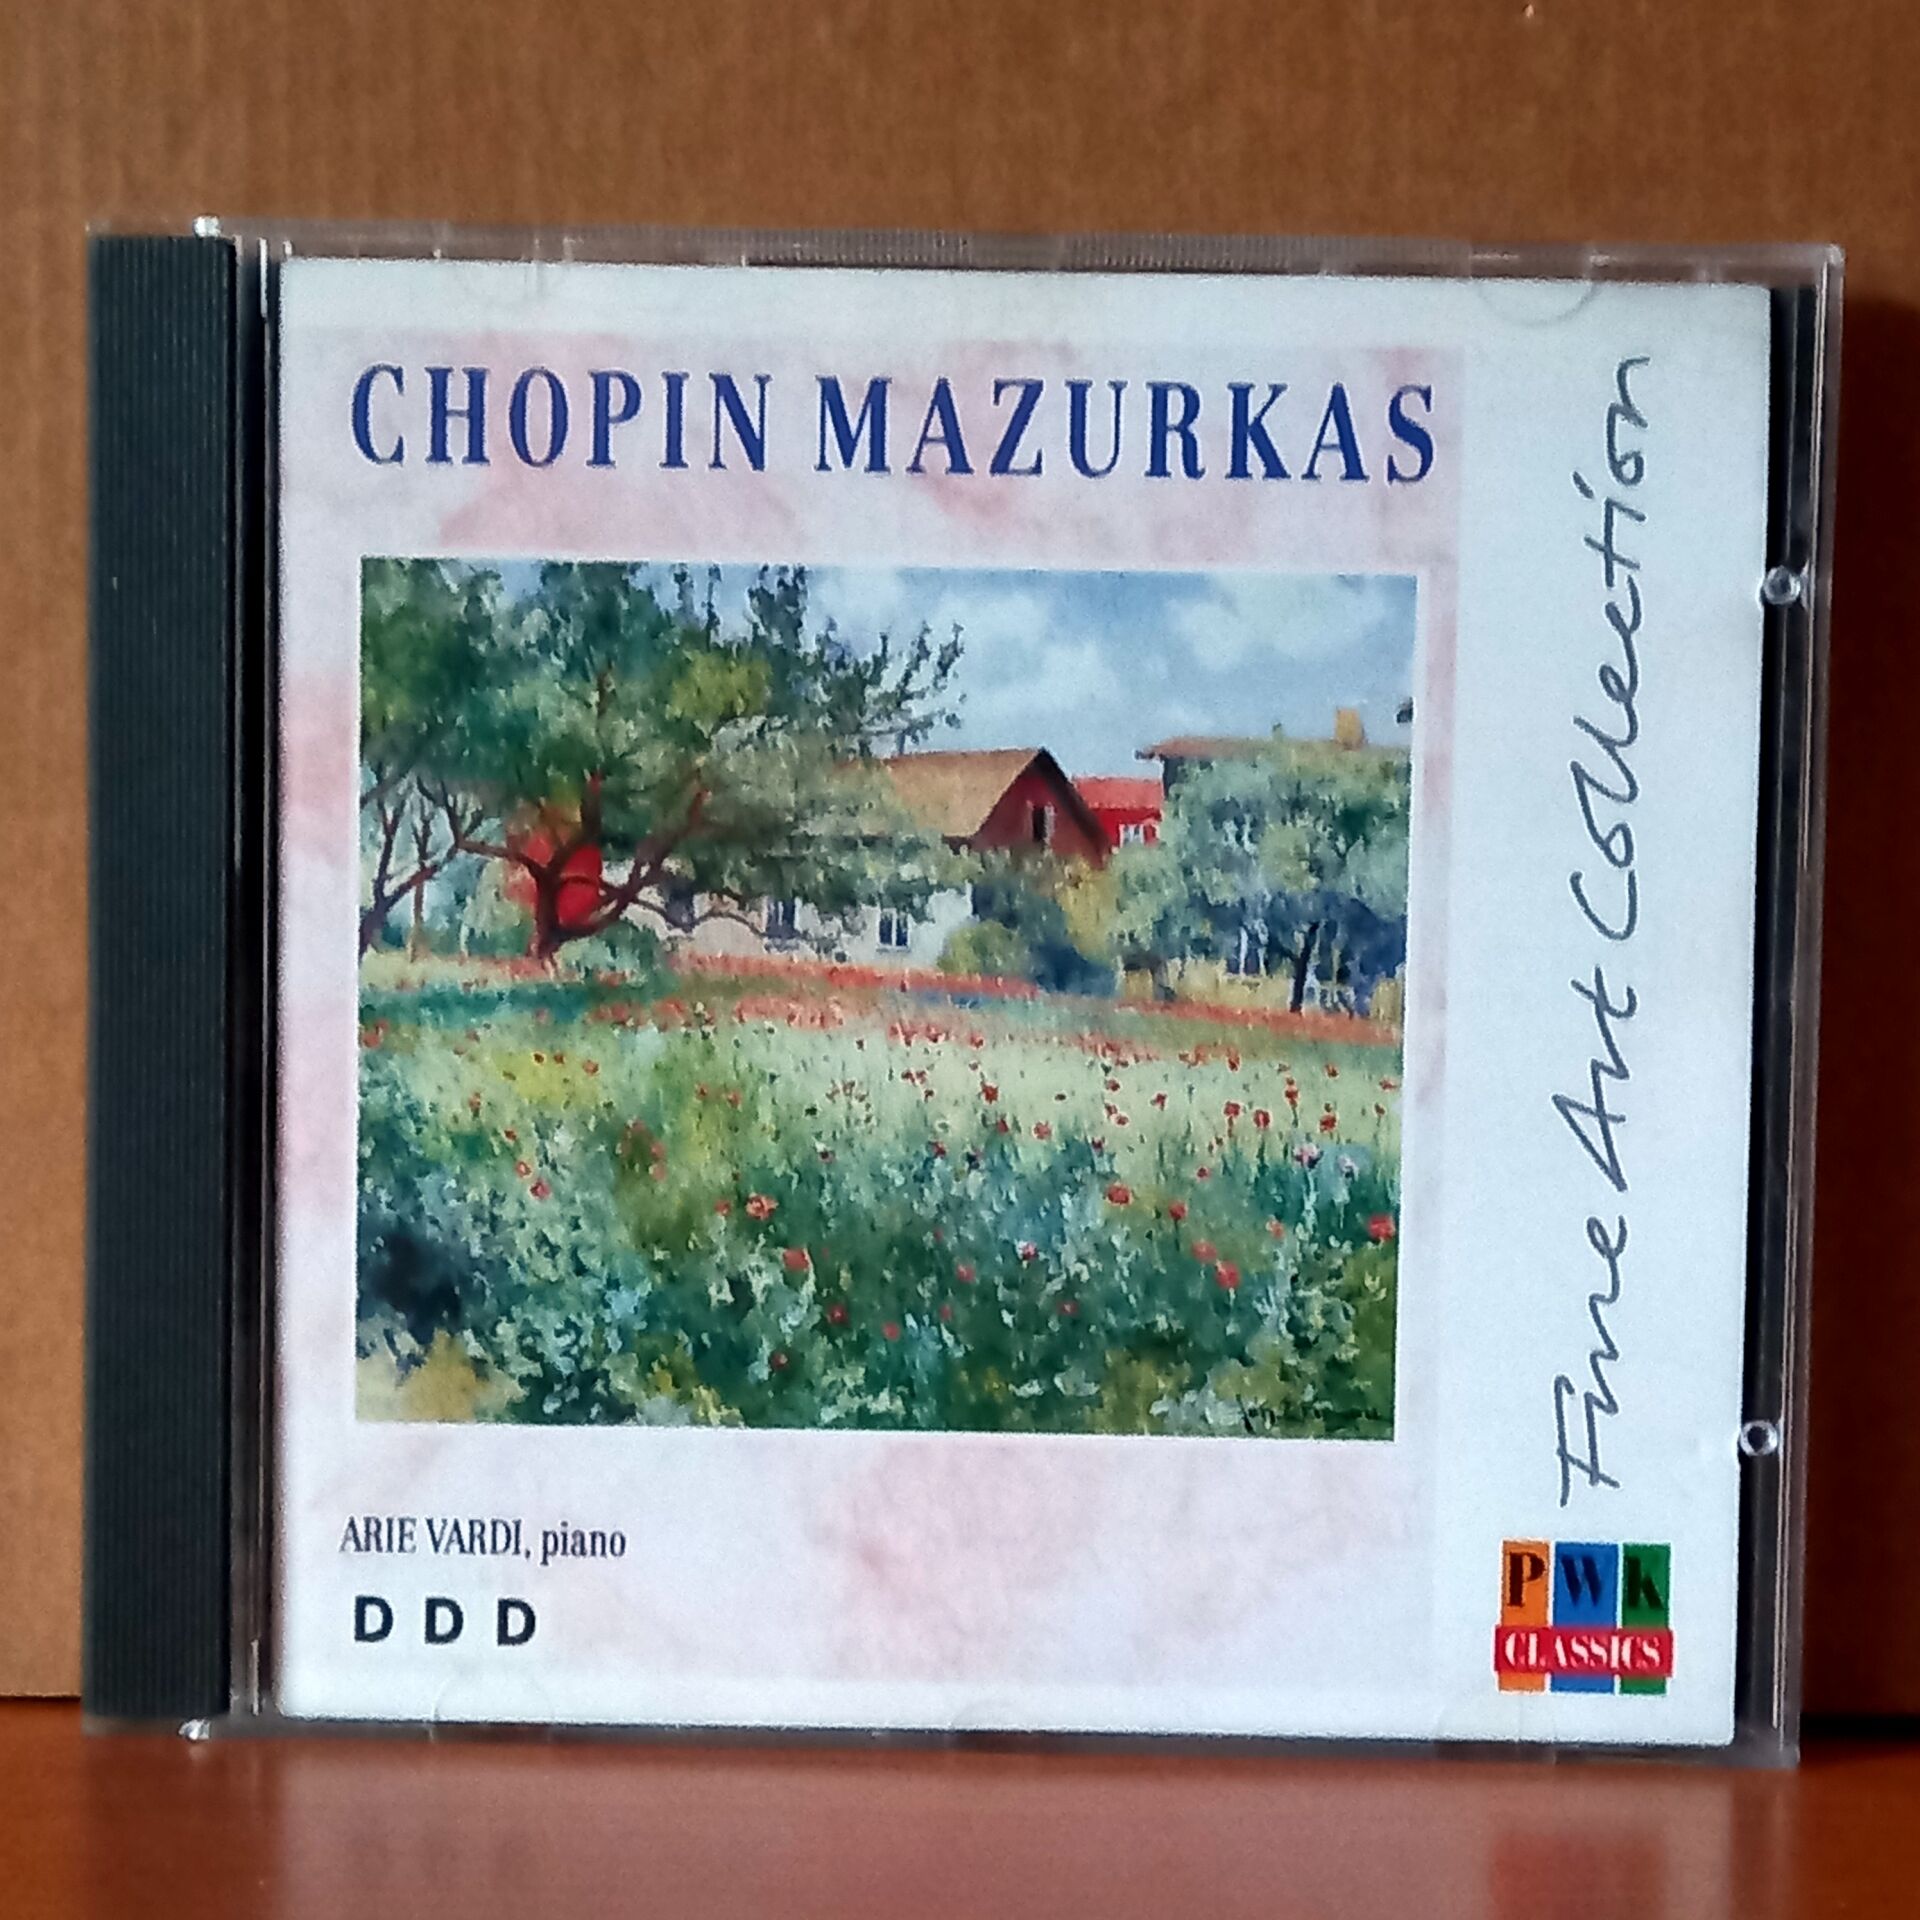 CHOPIN MAZURKAS
ARIE VARDI, piano
D D D
Fine Art Collection
PWK
CLASSICS